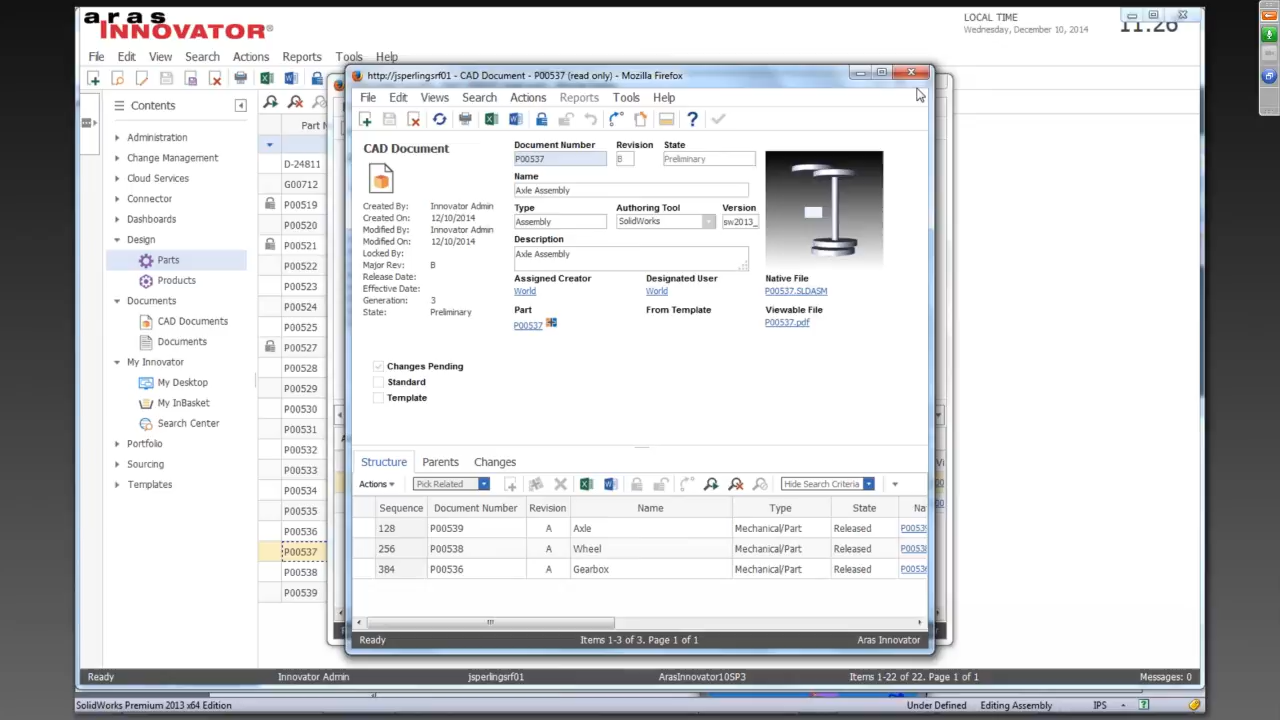 aras INNOVATOR®
LOCAL TIME
Wednesday, December 10, 2014
11:26
File Edit View Search Actions Reports Tools Help
Contents
Administration
Change Management
Cloud Services
Connector
Dashboards
Design
Parts
Products
Documents
CAD Documents
Documents
My Innovator
My Desktop
My InBasket
Search Center
Portfolio
Sourcing
Templates
D-24811
G00712
P00519
P00520
P00521
P00522
P00523
P00524
P00525
P00527
P00528
P00529
P00530
P00531
P00532
P00533
P00534
P00535
P00536
P00537
P00538
P00539
http://jsperlingsrf01 - CAD Document - P00537 (read only) - Mozilla Firefox
File Edit Views Search Actions Reports Tools Help
CAD Document
Created By: Innovator Admin
Created On: 12/10/2014
Modified By: Innovator Admin
Modified On: 12/10/2014
Locked By:
Major Rev: B
Release Date:
Effective Date:
Generation: 3
State: Preliminary
Document Number Revision State
P00537 B Preliminary
Name
Axle Assembly
Type Authoring Tool Version
Assembly SolidWorks sw2013_
Description
Axle Assembly
Assigned Creator Designated User Native File
World World P00537.SLDASM
Part From Template Viewable File
P00537 P00537.pdf
Changes Pending
Standard
Template
Structure Parents Changes
Actions Pick Related Hide Search Criteria
Sequence Document Number Revision Name Type State Na
128 P00539 A Axle Mechanical/Part Released P0053
256 P00538 A Wheel Mechanical/Part Released P0053
384 P00536 A Gearbox Mechanical/Part Released P0053
Ready Items 1-3 of 3. Page 1 of 1 Aras Innovator
Ready Innovator Admin jsperlingsrf01 ArasInnovator10SP3 Items 1-22 of 22. Page 1 of 1 Messages: 0
SolidWorks Premium 2013 x64 Edition Under Defined Editing Assembly IPS